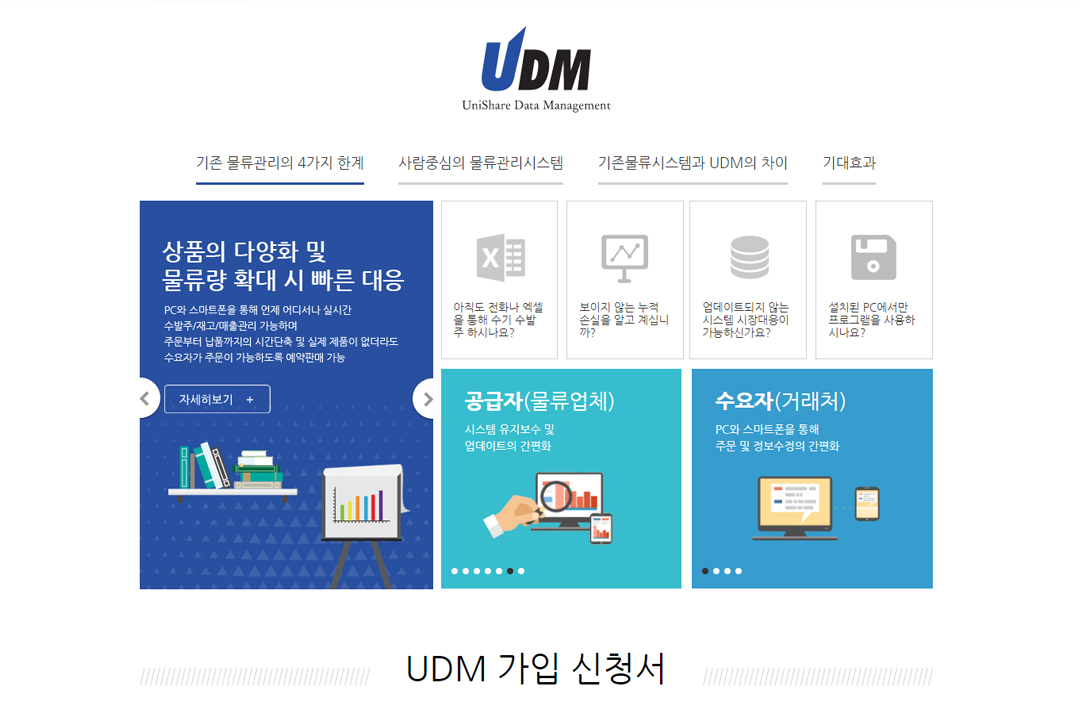 UDM
UniShare Data Management
기존 물류관리의 4가지 한계
사람중심의 물류관리시스템
기존물류시스템과 UDM의 차이
기대효과
상품의 다양화 및
물류량 확대 시 빠른 대응
PC와 스마트폰을 통해 언제 어디서나 실시간
수발주/재고/매출관리 가능하며
주문부터 납품까지의 시간단축 및 실제 제품이 없더라도
수요자가 주문이 가능하도록 예약판매 가능
자세히보기 +
X
아직도 전화나 엑셀
을 통해 수기 수발
주 하시나요?
보이지 않는 누적
손실을 알고 계십니
까?
업데이트되지 않는
시스템 시장대응이
가능하신가요?
설치된 PC에서만
프로그램을 사용하
시나요?
공급자(물류업체)
시스템 유지보수 및
업데이트의 간편화
수요자(거래처)
PC와 스마트폰을 통해
주문 및 정보수정의 간편화
UDM 가입 신청서